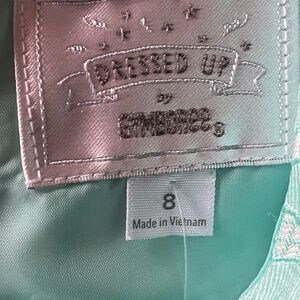 DRESSED UP
by
GYMBOREE
8
Made in Vietnam